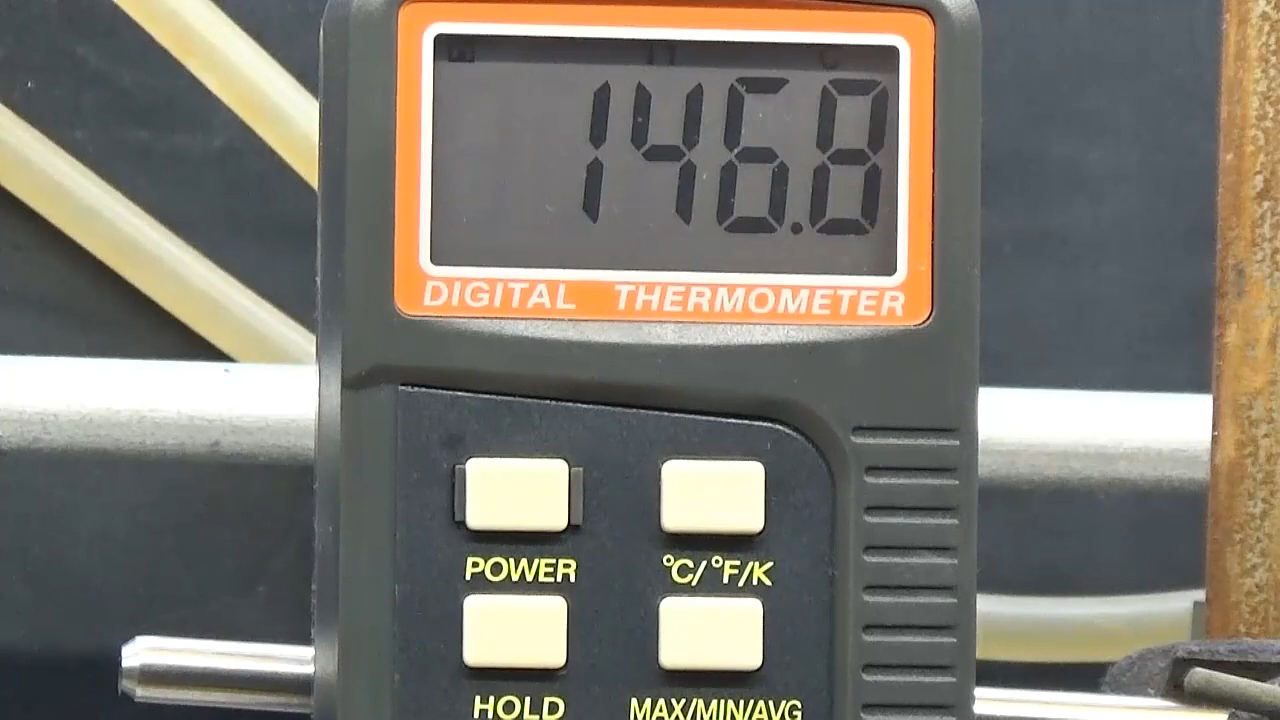 146.8
DIGITAL THERMOMETER
POWER
°C/°F/K
HOLD
MAX/MIN/AVG